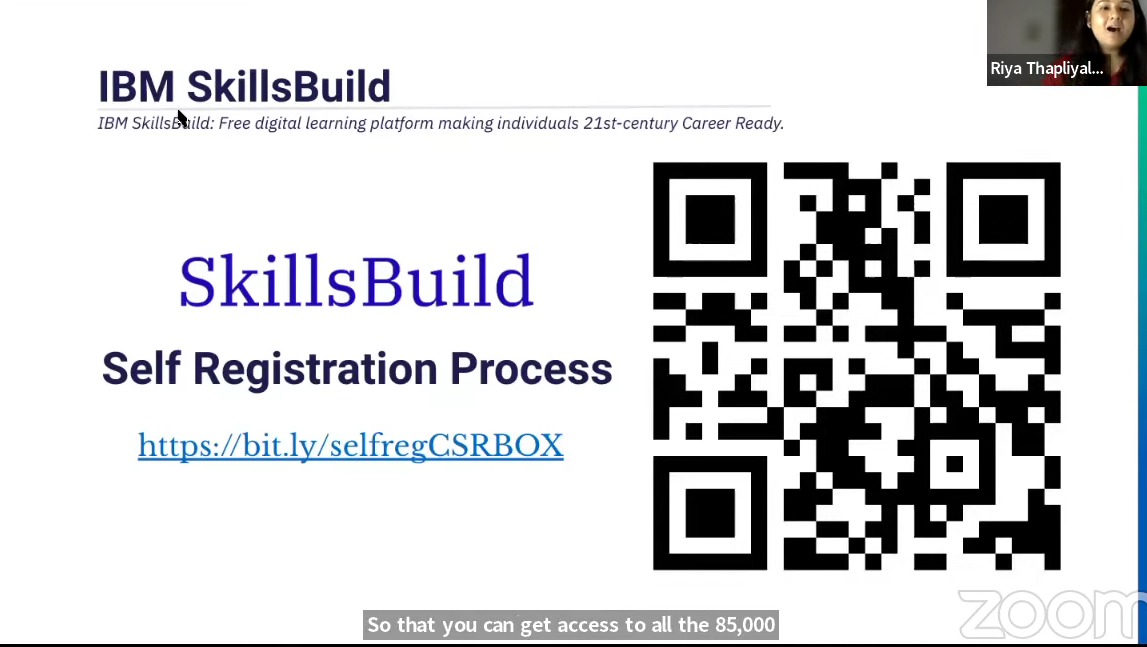 IBM SkillsBuild
Riya Thapliyal...
IBM SkillsBuild: Free digital learning platform making individuals 21st-century Career Ready.
SkillsBuild
Self Registration Process
https://bit.ly/selfregCSRBOX
So that you can get access to all the 85,000
zoom